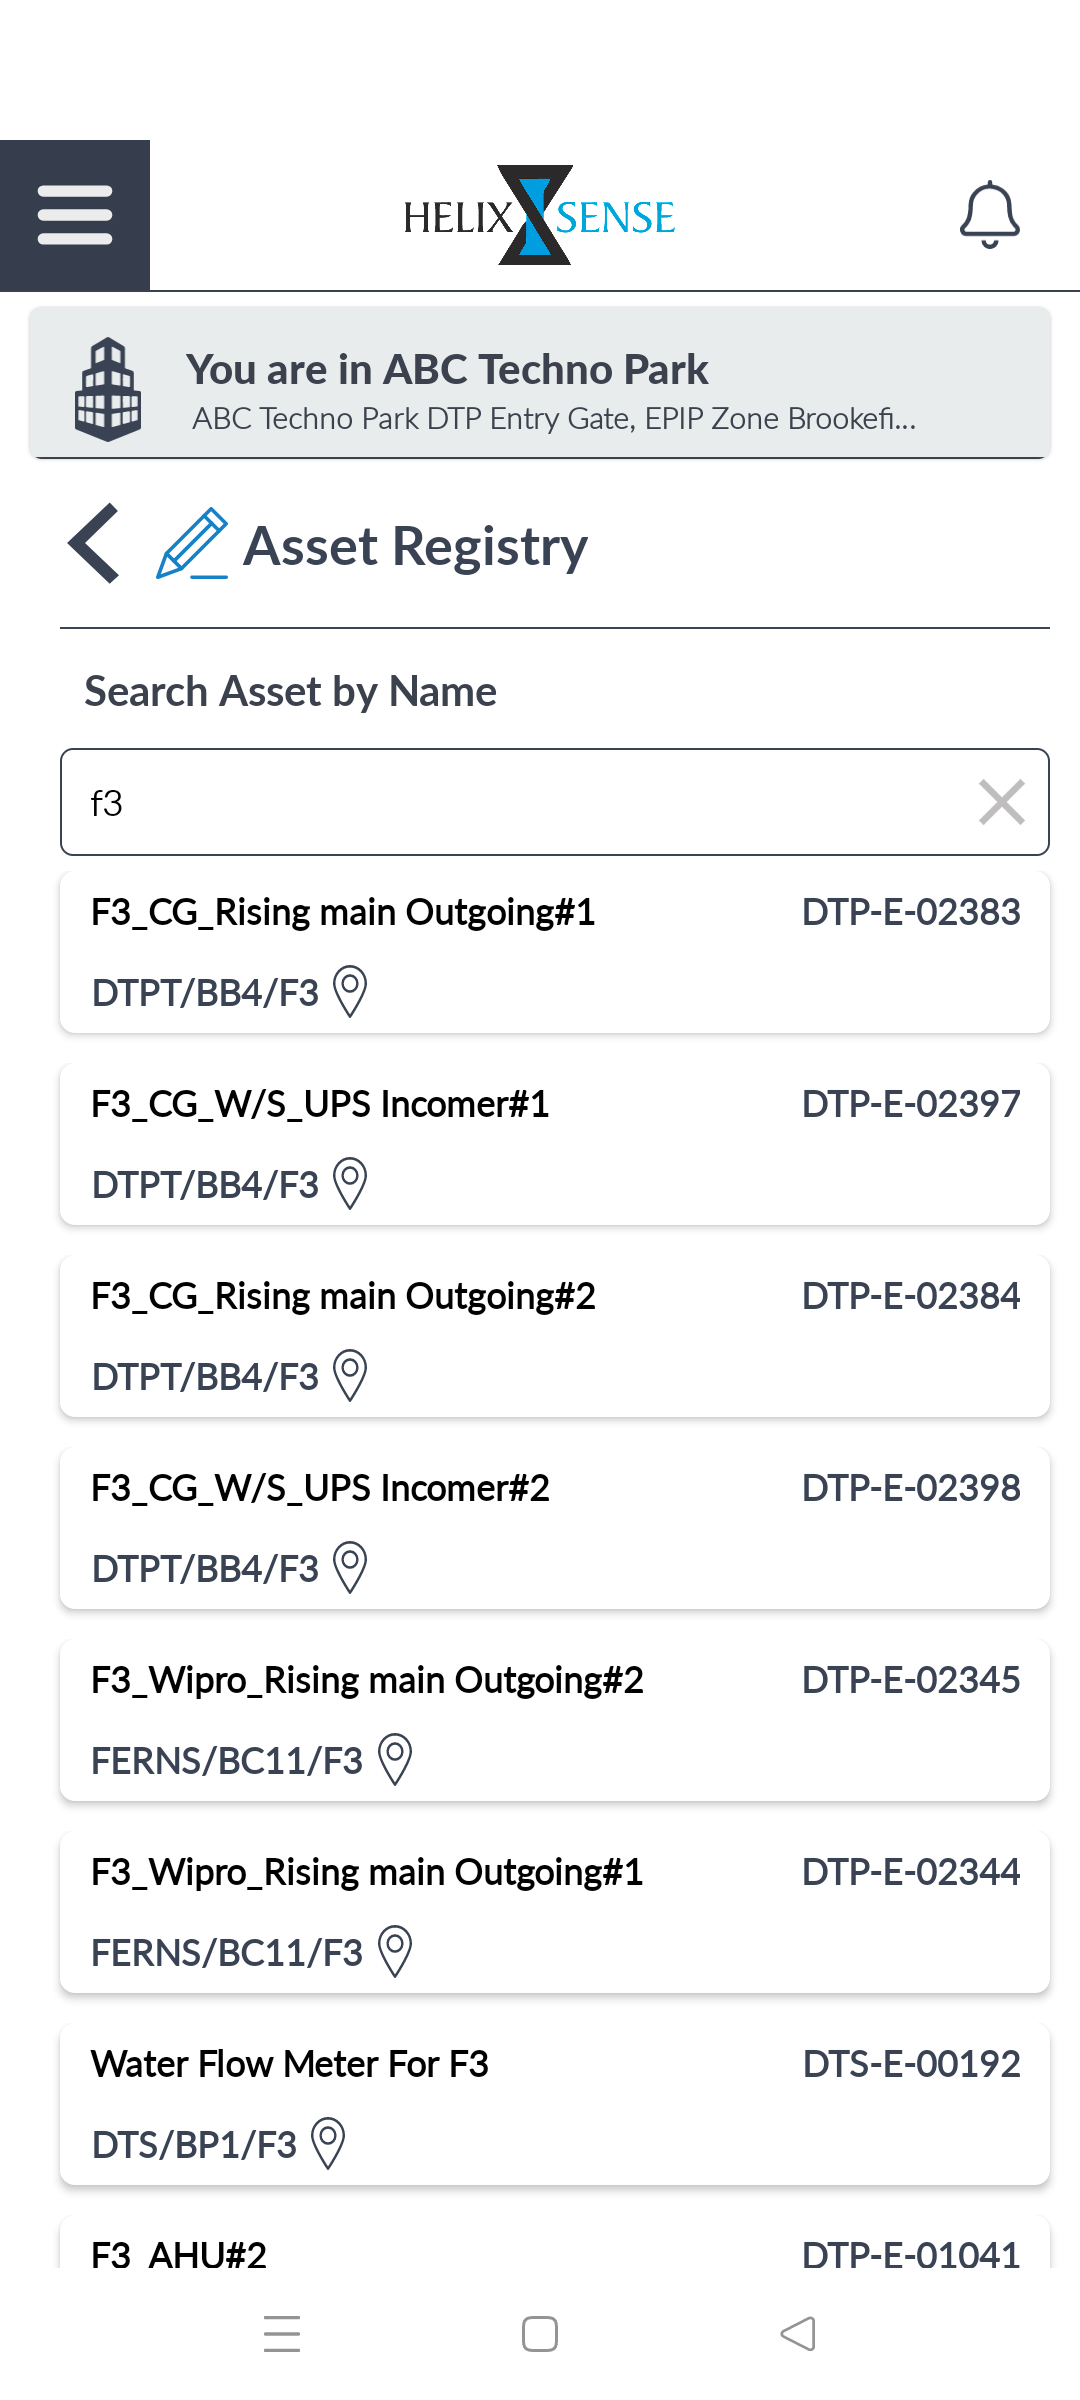 HELIX SENSE
You are in ABC Techno Park
ABC Techno Park DTP Entry Gate, EPIP Zone Brookefi...
Asset Registry
Search Asset by Name
f3
F3_CG_Rising main Outgoing#1 DTP-E-02383
DTPT/BB4/F3
F3_CG_W/S_UPS Incomer#1 DTP-E-02397
DTPT/BB4/F3
F3_CG_Rising main Outgoing#2 DTP-E-02384
DTPT/BB4/F3
F3_CG_W/S_UPS Incomer#2 DTP-E-02398
DTPT/BB4/F3
F3_Wipro_Rising main Outgoing#2 DTP-E-02345
FERNS/BC11/F3
F3_Wipro_Rising main Outgoing#1 DTP-E-02344
FERNS/BC11/F3
Water Flow Meter For F3 DTS-E-00192
DTS/BP1/F3
F3_AHU#2 DTP-E-01041